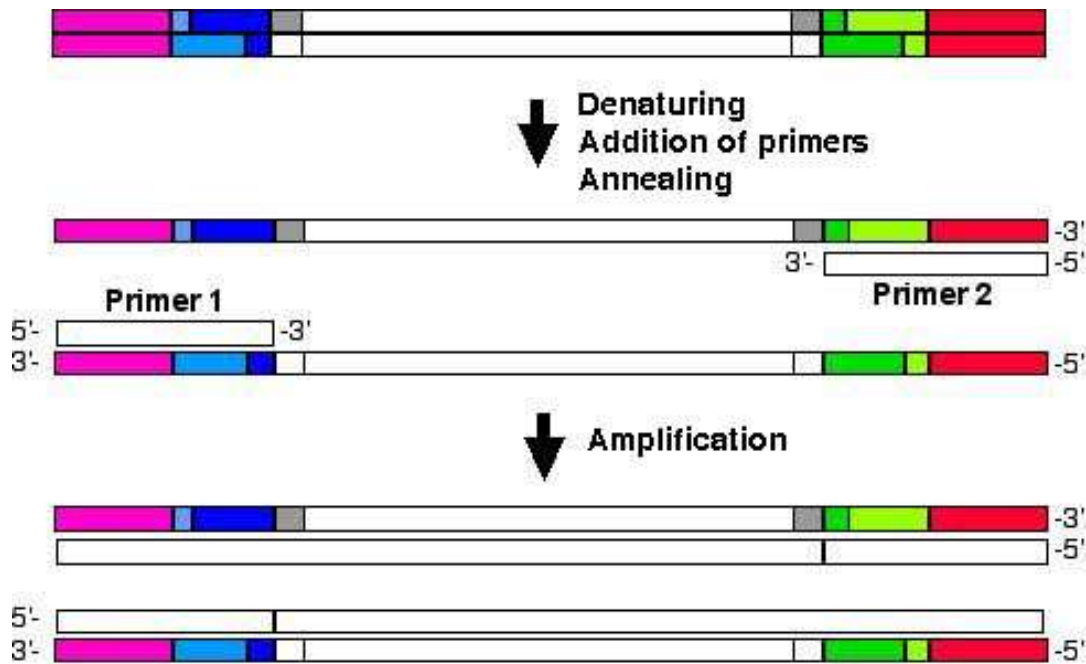 Denaturing
Addition of primers
Annealing
-3'
3'- -5'
Primer 1 Primer 2
5'- -3'
3'- -5'
Amplification
-3'
-5'
5'-
3'- -5'